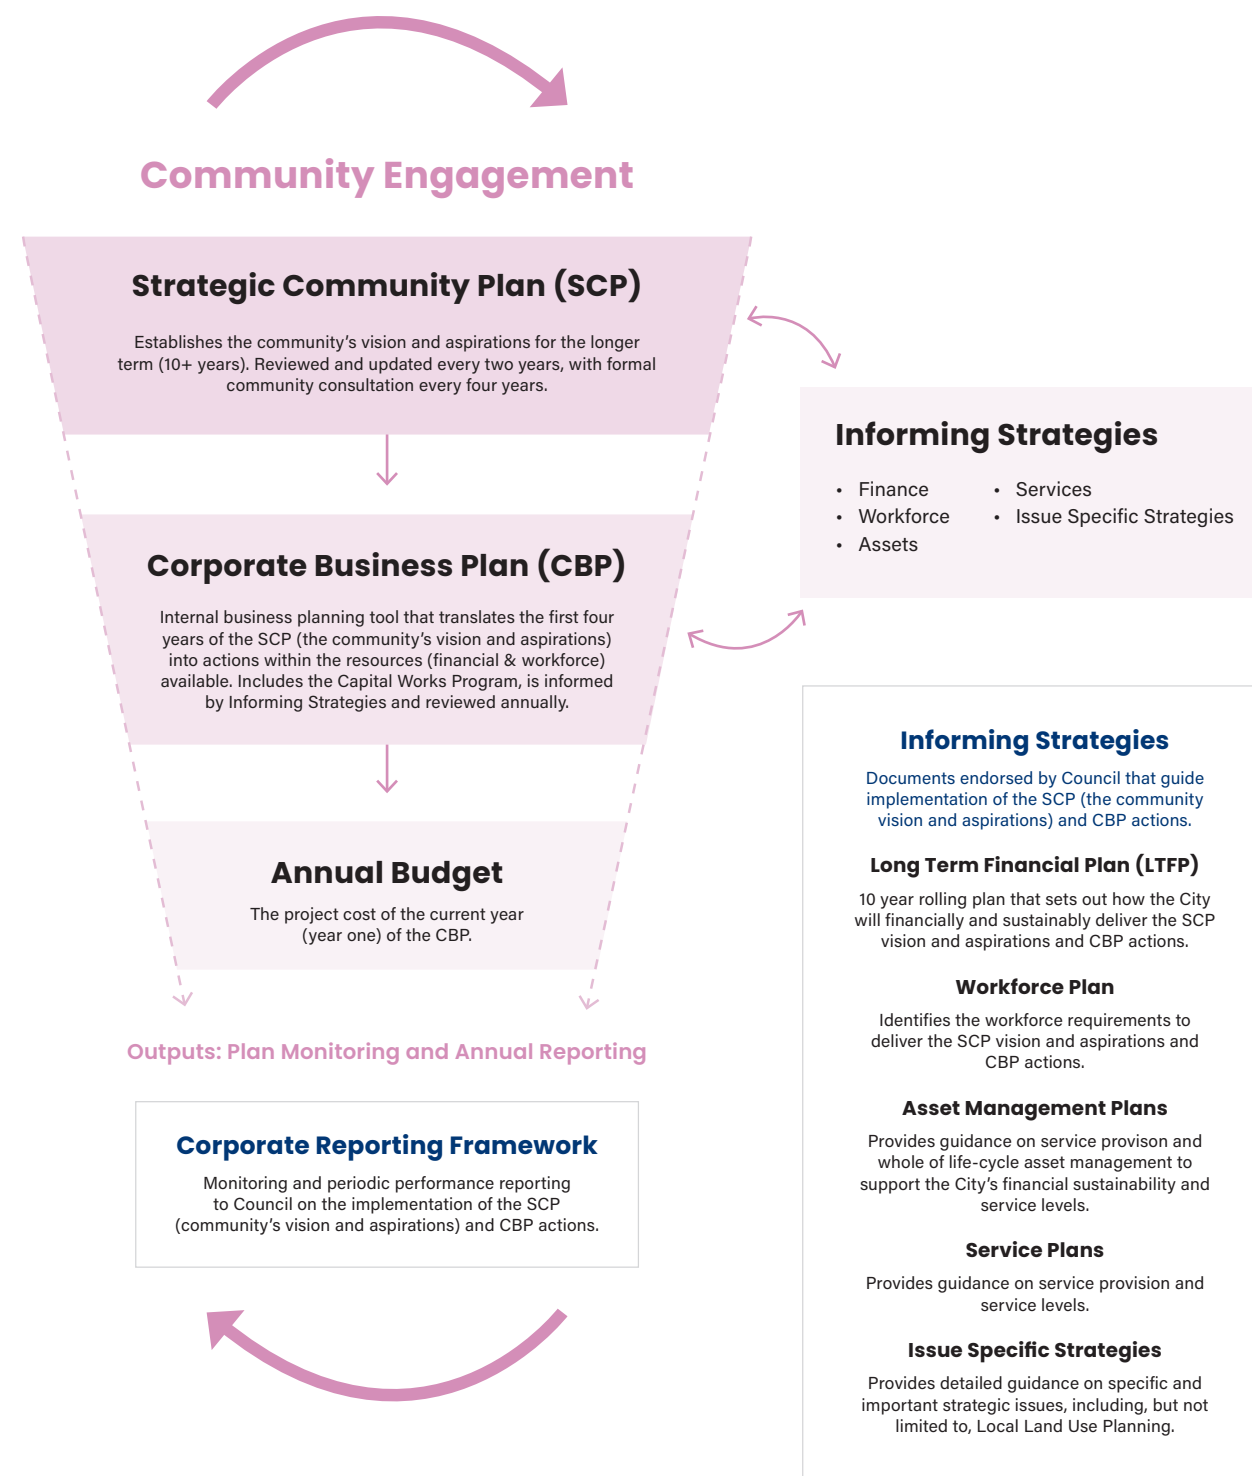 Community Engagement
Strategic Community Plan (SCP)
Establishes the community's vision and aspirations for the longer
term (10+ years). Reviewed and updated every two years, with formal
community consultation every four years.
Corporate Business Plan (CBP)
Internal business planning tool that translates the first four
years of the SCP (the community's vision and aspirations)
into actions within the resources (financial & workforce)
available. Includes the Capital Works Program, is informed
by Informing Strategies and reviewed annually.
Annual Budget
The project cost of the current year
(year one) of the CBP.
Outputs: Plan Monitoring and Annual Reporting
Corporate Reporting Framework
Monitoring and periodic performance reporting
to Council on the implementation of the SCP
(community's vision and aspirations) and CBP actions.
Informing Strategies
• Finance
• Workforce
• Assets
• Services
• Issue Specific Strategies
Informing Strategies
Documents endorsed by Council that guide
implementation of the SCP (the community
vision and aspirations) and CBP actions.
Long Term Financial Plan (LTFP)
10 year rolling plan that sets out how the City
will financially and sustainably deliver the SCP
vision and aspirations and CBP actions.
Workforce Plan
Identifies the workforce requirements to
deliver the SCP vision and aspirations and
CBP actions.
Asset Management Plans
Provides guidance on service provison and
whole of life-cycle asset management to
support the City's financial sustainability and
service levels.
Service Plans
Provides guidance on service provision and
service levels.
Issue Specific Strategies
Provides detailed guidance on specific and
important strategic issues, including, but not
limited to, Local Land Use Planning.